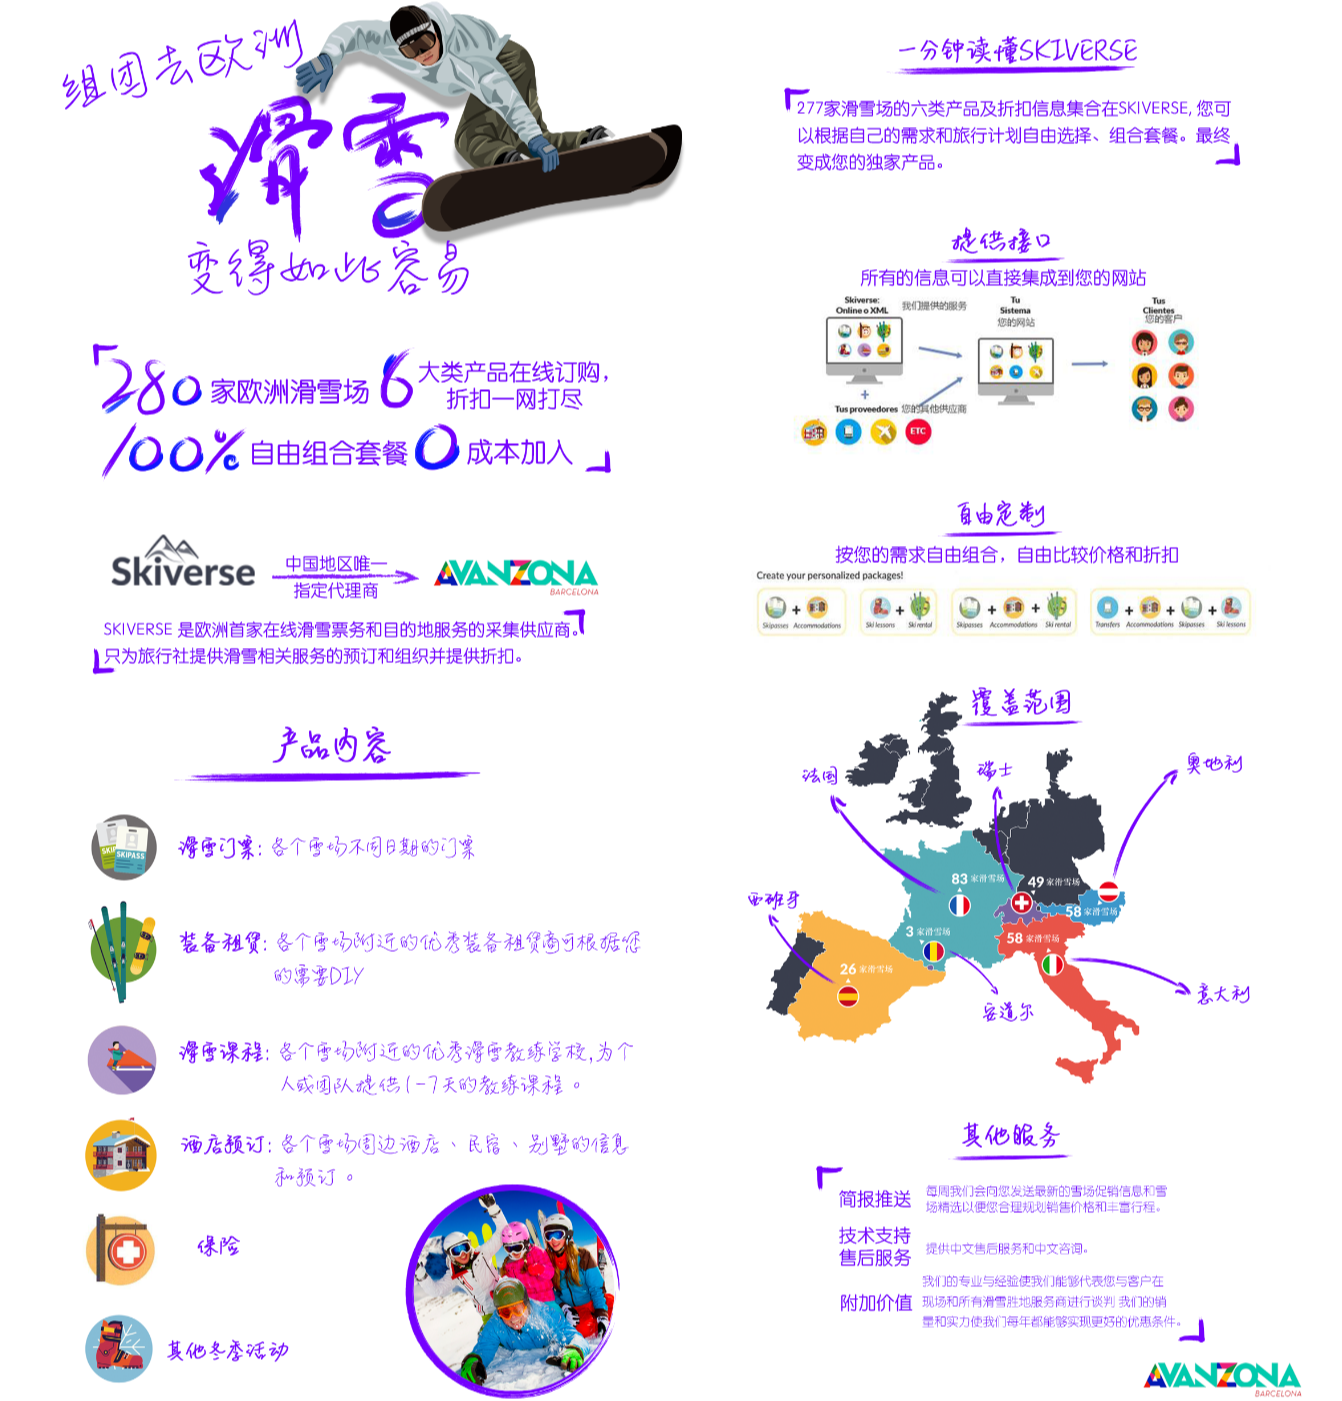 组团去欧洲
滑雪
变得如此容易
280家欧洲滑雪场 6大类产品在线订购，
折扣一网打尽
100%自由组合套餐 0成本加入
Skiverse
中国地区唯一
指定代理商
AVANZONA
BARCELONA
SKIVERSE 是欧洲首家在线滑雪票务和目的地服务的采集供应商。
只为旅行社提供滑雪相关服务的预订和组织并提供折扣。
产品内容
SKIPASS
滑雪门票：各个雪场不同日期的门票
装备租赁：各个雪场附近的优秀装备租赁商可根据您
的需要DIY
滑雪课程：各个雪场附近的优秀滑雪教练学校,为个
人或团队提供1-7天的教练课程。
酒店预订：各个雪场周边酒店、民宿、别墅的信息
和预订。
保险
其他冬季活动
一分钟读懂SKIVERSE
277家滑雪场的六类产品及折扣信息集合在SKIVERSE, 您可
以根据自己的需求和旅行计划自由选择、组合套餐。最终
变成您的独家产品。
提供接口
所有的信息可以直接集成到您的网站
Skiverse:
Online o XML
我们提供的服务
Tu
Sistema
您的网站
Tus
Clientes
您的客户
+
Tus proveedores 您的其他供应商
ETC
自由定制
按您的需求自由组合，自由比较价格和折扣
Create your personalized packages!
Skipasses + Accommodations
Ski lessons + Ski rental
Skipasses + Accommodations + Ski rental
Transfers + Accommodations + Skipasses + Ski lessons
覆盖范围
法国
瑞士
奥地利
83 家滑雪场
49 家滑雪场
西班牙
58 家滑雪场
3 家滑雪场
58 家滑雪场
26 家滑雪场
安道尔
意大利
其他服务
简报推送
每周我们会向您发送最新的雪场促销信息和雪
场精选以便您合理规划销售价格和丰富行程。
技术支持
售后服务
提供中文售后服务和中文咨询。
附加价值
我们的专业与经验使我们能够代表您与客户在
现场和所有滑雪胜地服务商进行谈判 我们的销
量和实力使我们每年都能够实现更好的优惠条件。
AVANZONA
BARCELONA